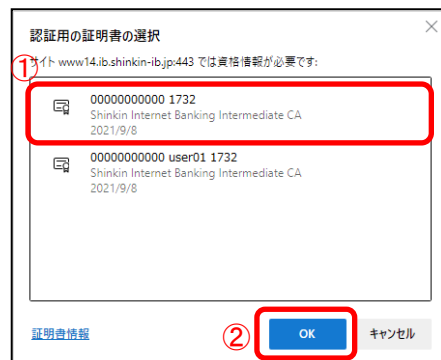 認証用の証明書の選択
サイト www14.ib.shinkin-ib.jp:443 では資格情報が必要です:
①
00000000000 1732
Shinkin Internet Banking Intermediate CA
2021/9/8
00000000000 user01 1732
Shinkin Internet Banking Intermediate CA
2021/9/8
証明書情報
②
OK
キャンセル